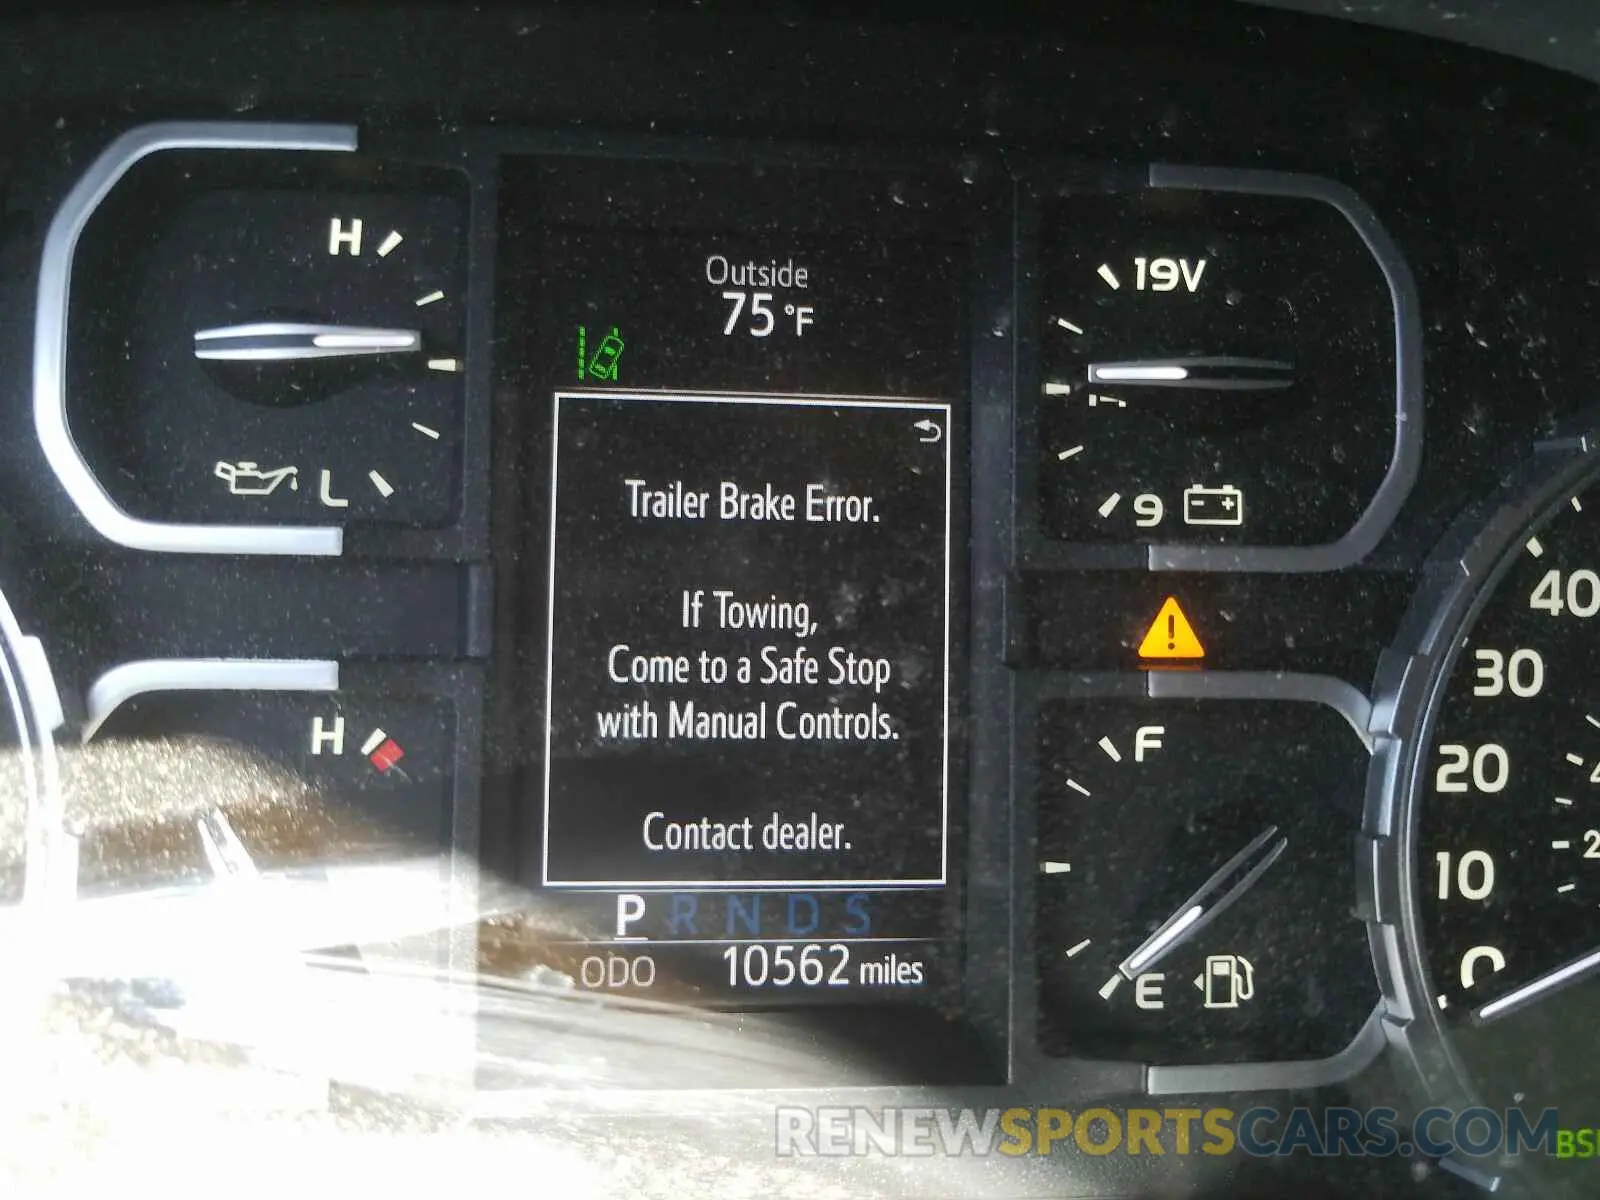 Outside
75 °F
H
19V
L
9
Trailer Brake Error.
If Towing,
Come to a Safe Stop
with Manual Controls.
Contact dealer.
H
F
E
P R N D S
ODO 10562 miles
40
30
20
10
0
2
RENEWSPORTSCARS.COM